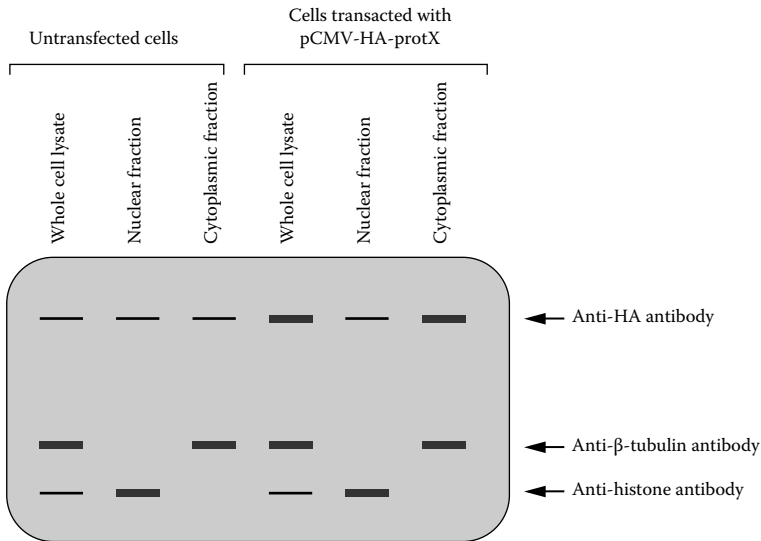 Cells transacted with
pCMV-HA-protX
Untransfected cells
Whole cell lysate
Nuclear fraction
Cytoplasmic fraction
Whole cell lysate
Nuclear fraction
Cytoplasmic fraction
Anti-HA antibody
Anti-β-tubulin antibody
Anti-histone antibody